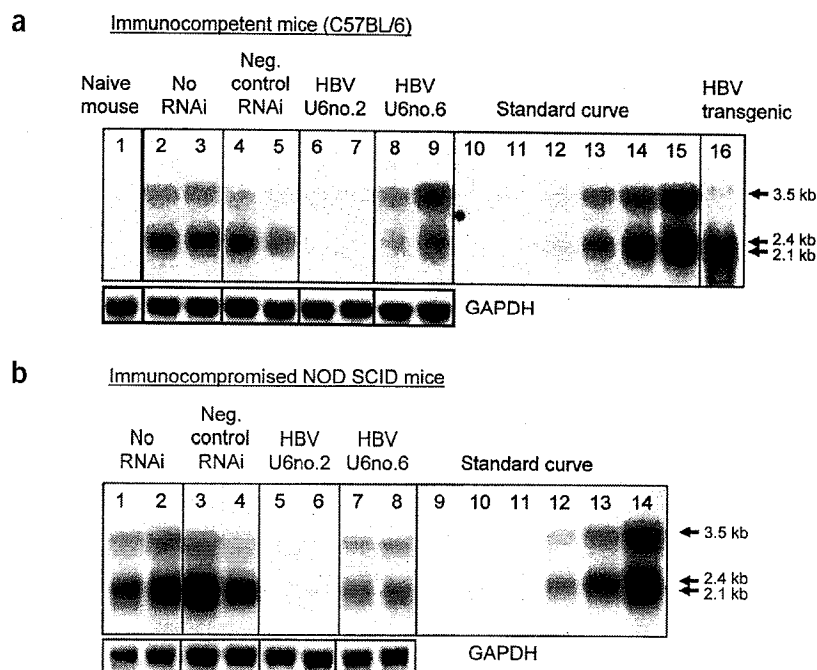 a
Immunocompetent mice (C57BL/6)
Naive mouse
No RNAi
Neg. control RNAi
HBV U6no.2
HBV U6no.6
Standard curve
HBV transgenic
1 2 3 4 5 6 7 8 9 10 11 12 13 14 15 16
3.5 kb
2.4 kb
2.1 kb
GAPDH
b
Immunocompromised NOD SCID mice
No RNAi
Neg. control RNAi
HBV U6no.2
HBV U6no.6
Standard curve
1 2 3 4 5 6 7 8 9 10 11 12 13 14
3.5 kb
2.4 kb
2.1 kb
GAPDH